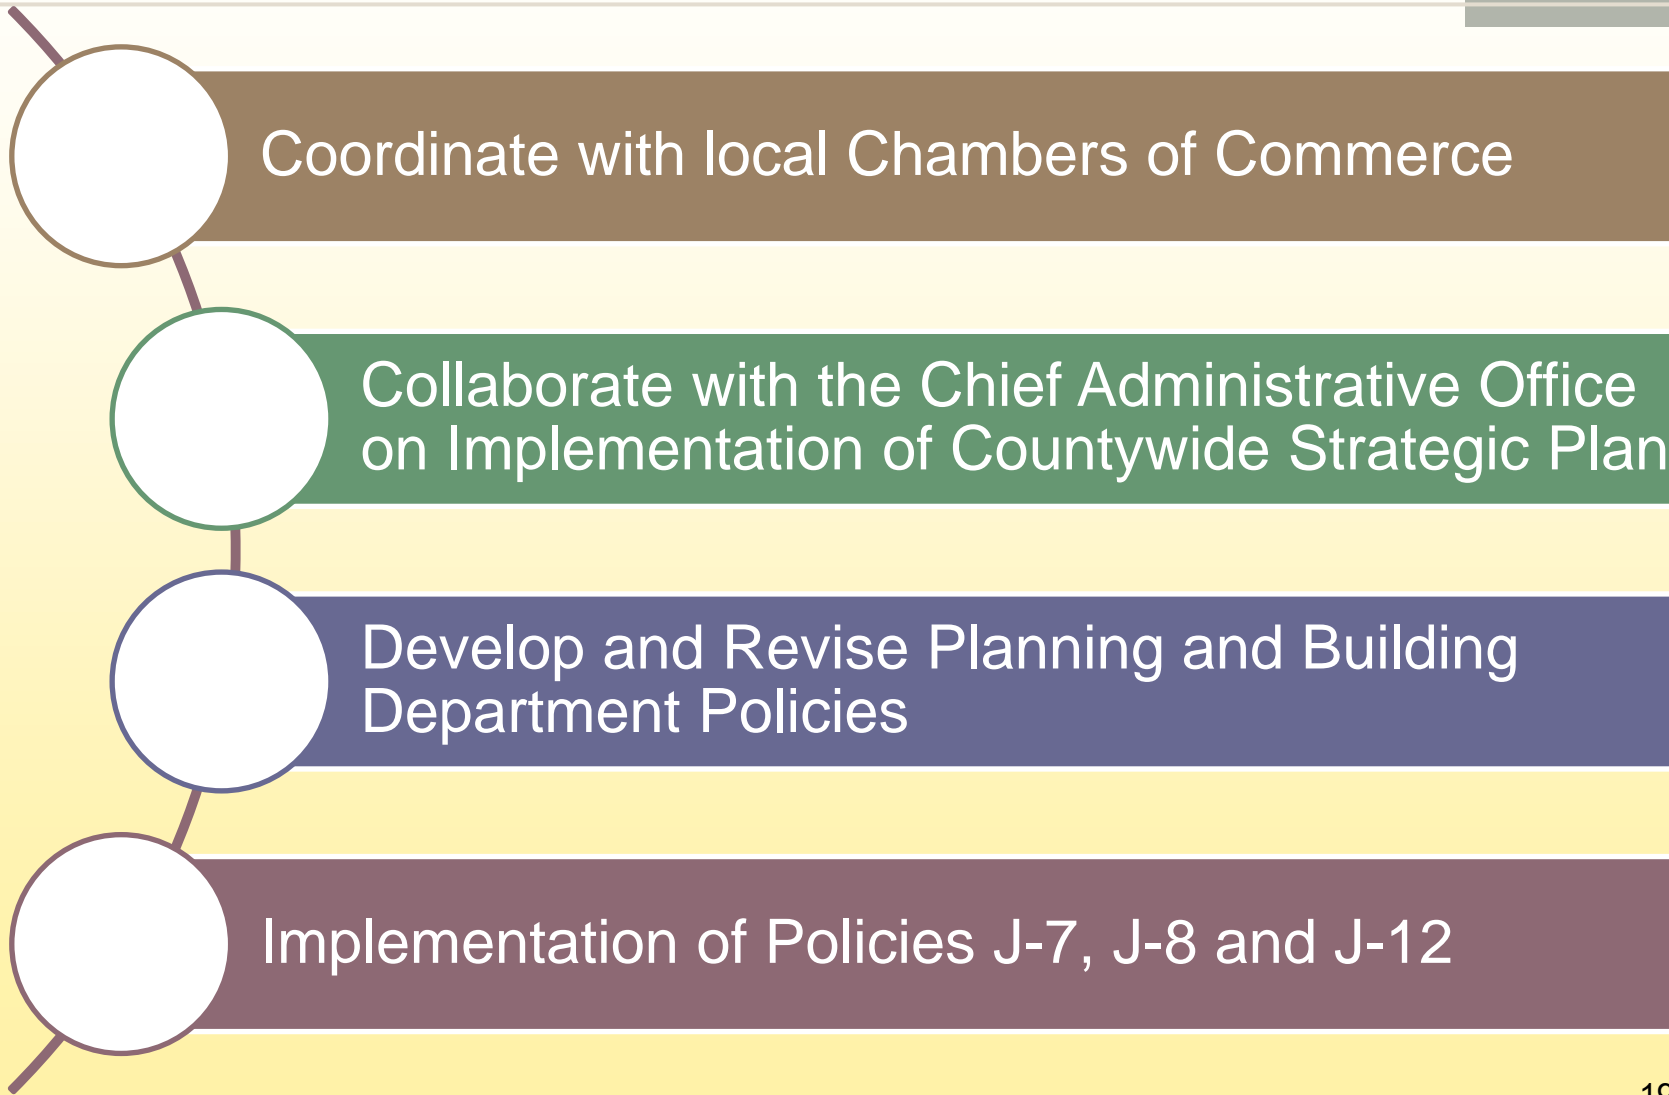 Coordinate with local Chambers of Commerce
Collaborate with the Chief Administrative Office
on Implementation of Countywide Strategic Plan
Develop and Revise Planning and Building
Department Policies
Implementation of Policies J-7, J-8 and J-12
19